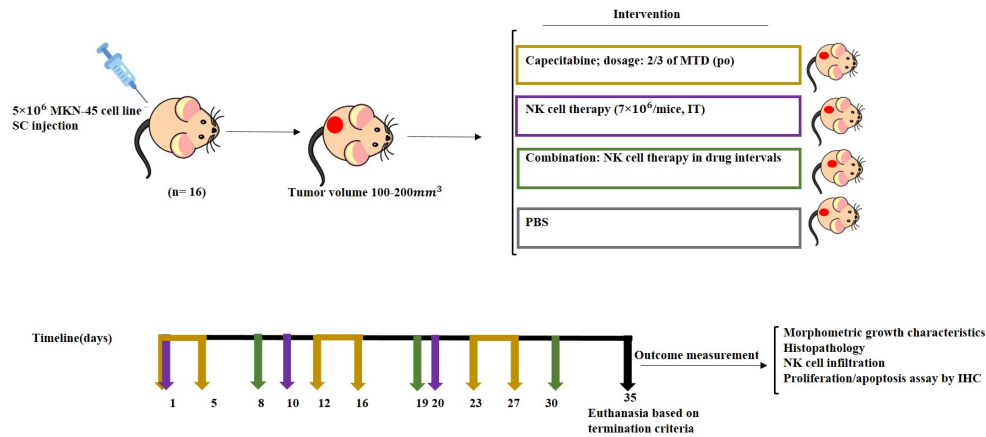 Intervention
5×10⁶ MKN-45 cell line
SC injection
(n= 16)
Tumor volume 100-200mm³
Capecitabine; dosage: 2/3 of MTD (po)
NK cell therapy (7×10⁶/mice, IT)
Combination: NK cell therapy in drug intervals
PBS
Timeline(days)
1 5 8 10 12 16 19 20 23 27 30 35
Euthanasia based on
termination criteria
Outcome measurement
Morphometric growth characteristics
Histopathology
NK cell infiltration
Proliferation/apoptosis assay by IHC